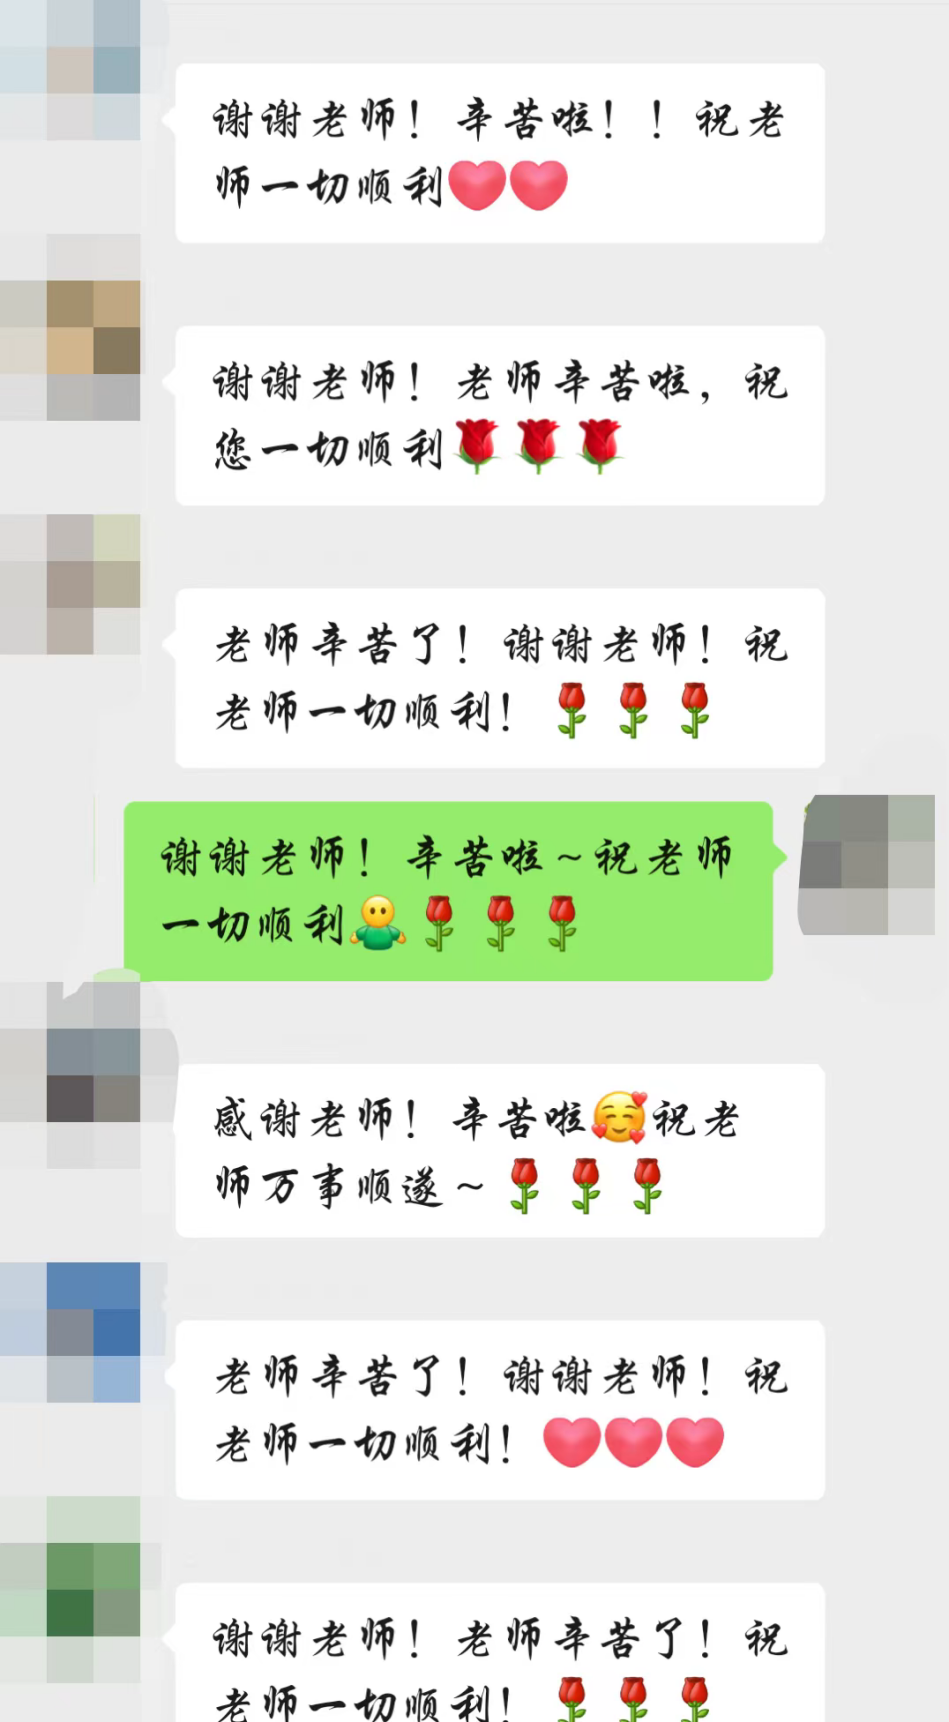 谢谢老师！辛苦啦！！祝老
师一切顺利❤❤
谢谢老师！老师辛苦啦，祝
您一切顺利🌹🌹🌹
老师辛苦了！谢谢老师！祝
老师一切顺利！🌹🌹🌹
谢谢老师！辛苦啦~祝老师
一切顺利🌹🌹🌹
感谢老师！辛苦啦🥰祝老
师万事顺遂~🌹🌹🌹
老师辛苦了！谢谢老师！祝
老师一切顺利！❤❤❤
谢谢老师！老师辛苦了！祝
老师一切顺利！🌹🌹🌹